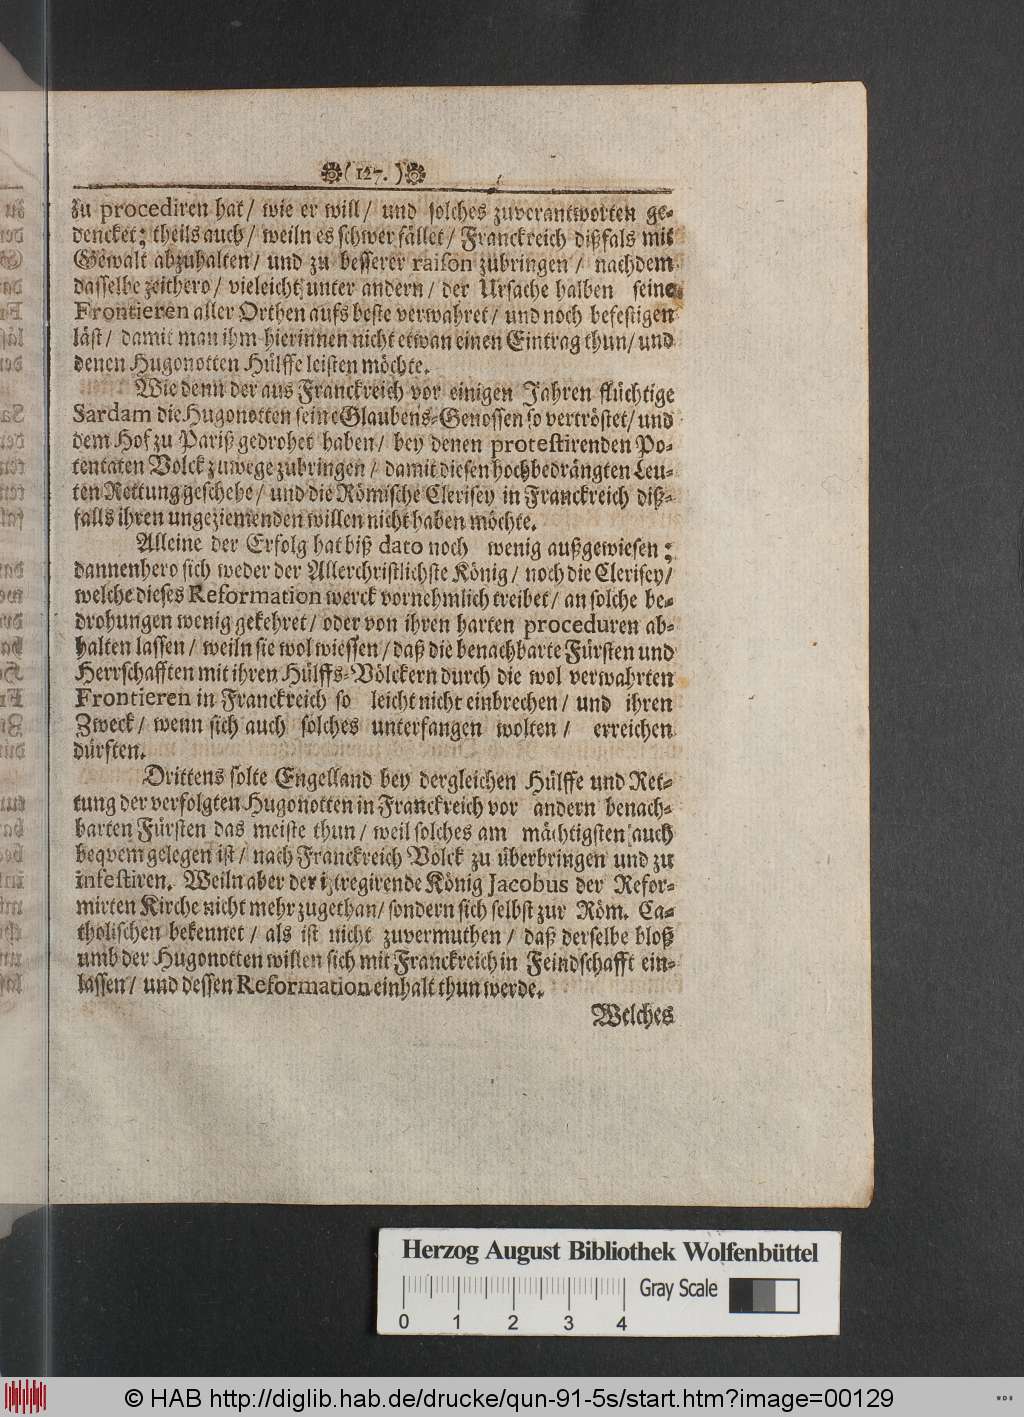 ( 127. )
zu procediren hat / wie er will / und solches zuverantworten ge-
dencket; theils auch / weiln es schwer fället / Franckreich dißfals mit
Gewalt abzuhalten / und zu besserer raison zubringen / nachdem
dasselbe zeithero / vieleicht unter andern / der Ursache halben seine
Frontieren aller Orthen aufs beste verwahret / und noch befestigen
läst / damit man ihm hierinnen nicht etwan einen Eintrag thun / und
denen Hugonotten Hülffe leisten möchte.
Wie denn der aus Franckreich vor einigen Jahren flüchtige
Sardam die Hugonotten seine Glaubens-Genossen so vertröstet / und
dem Hof zu Pariß gedrohet haben / bey denen protestirenden Po-
tentaten Volck zuwege zubringen / damit diesen hochbedrängten Leu-
ten Rettung geschehe / und die Römische Clerisey in Franckreich diß-
falls ihren ungeziemenden willen nicht haben möchte.
Alleine der Erfolg hat biß dato noch wenig außgewiesen;
dannenhero sich weder der Allerchristlichste König / noch die Clerisey /
welche dieses Reformation werck vornehmlich treibet / an solche be-
drohungen wenig gekehret / oder von ihren harten proceduren ab-
halten lassen / weiln sie wol wiessen / daß die benachbarte Fürsten und
Herrschafften mit ihren Hülffs-Völckern durch die wol verwahrten
Frontieren in Franckreich so leicht nicht einbrechen / und ihren
Zweck / wenn sich auch solches unterfangen wolten / erreichen
dürften.
Drittens solte Engelland bey dergleichen Hülffe und Ret-
tung der verfolgten Hugonotten in Franckreich vor andern benach-
barten Fürsten das meiste thun / weil solches am mächtigsten auch
beqvem gelegen ist / nach Franckreich Volck zu überbringen und zu
infestiren. Weiln aber der itztregirende König Jacobus der Refor-
mirten Kirche nicht mehr zugethan / sondern sich selbst zur Röm. Ca-
tholischen bekennet / als ist nicht zuvermuthen / daß derselbe bloß
umb der Hugonotten willen sich mit Franckreich in Feindschafft ein-
lassen / und dessen Reformation einhalt thun werde.
Welches
Herzog August Bibliothek Wolfenbüttel
0 1 2 3 4 Gray Scale
© HAB http://diglib.hab.de/drucke/qun-91-5s/start.htm?image=00129